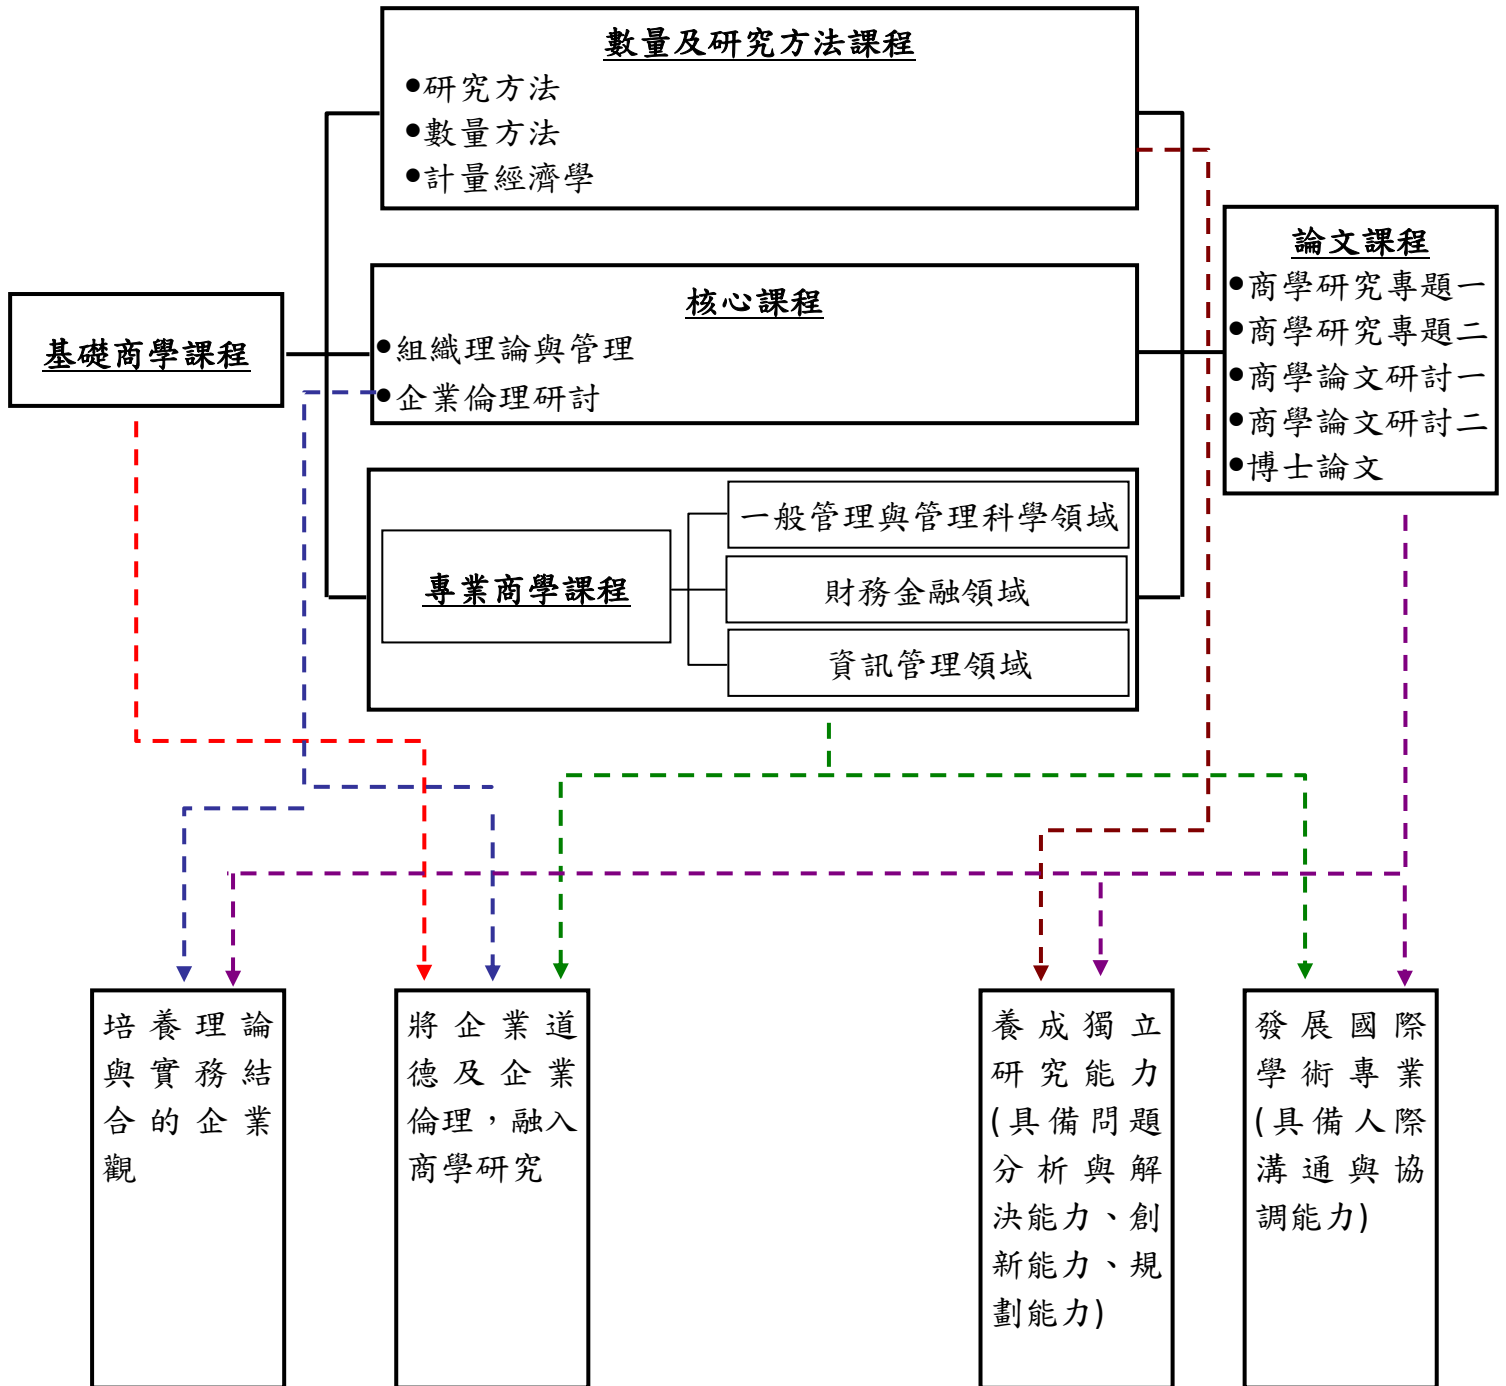 數量及研究方法課程
●研究方法
●數量方法
●計量經濟學
基礎商學課程
核心課程
●組織理論與管理
●企業倫理研討
專業商學課程
一般管理與管理科學領域
財務金融領域
資訊管理領域
論文課程
●商學研究專題一
●商學研究專題二
●商學論文研討一
●商學論文研討二
●博士論文
培養理論
與實務結
合的企業
觀
將企業道
德及企業
倫理，融入
商學研究
養成獨立
研究能力
(具備問題
分析與解
決能力、創
新能力、規
劃能力)
發展國際
學術專業
(具備人際
溝通與協
調能力)